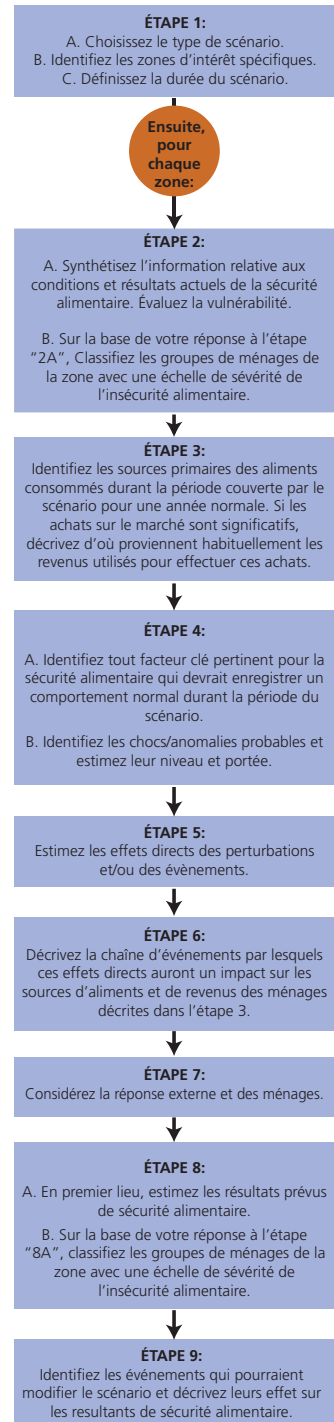 ÉTAPE 1:
A. Choisissez le type de scénario.
B. Identifiez les zones d'intérêt spécifiques.
C. Définissez la durée du scénario.
Ensuite,
pour
chaque
zone:
ÉTAPE 2:
A. Synthétisez l'information relative aux
conditions et résultats actuels de la sécurité
alimentaire. Évaluez la vulnérabilité.
B. Sur la base de votre réponse à l'étape
"2A", Classifiez les groupes de ménages de
la zone avec une échelle de sévérité de
l'insécurité alimentaire.
ÉTAPE 3:
Identifiez les sources primaires des aliments
consommés durant la période couverte par le
scénario pour une année normale. Si les
achats sur le marché sont significatifs,
décrivez d'où proviennent habituellement les
revenus utilisés pour effectuer ces achats.
ÉTAPE 4:
A. Identifiez tout facteur clé pertinent pour la
sécurité alimentaire qui devrait enregistrer un
comportement normal durant la période du
scénario.
B. Identifiez les chocs/anomalies probables et
estimez leur niveau et portée.
ÉTAPE 5:
Estimez les effets directs des perturbations
et/ou des évènements.
ÉTAPE 6:
Décrivez la chaîne d'événements par lesquels
ces effets directs auront un impact sur les
sources d'aliments et de revenus des ménages
décrites dans l'étape 3.
ÉTAPE 7:
Considérez la réponse externe et des ménages.
ÉTAPE 8:
A. En premier lieu, estimez les résultats prévus
de sécurité alimentaire.
B. Sur la base de votre réponse à l'étape
"8A", classifiez les groupes de ménages de la
zone avec une échelle de sévérité de
l'insécurité alimentaire.
ÉTAPE 9:
Identifiez les événements qui pourraient
modifier le scénario et décrivez leurs effet sur
les resultants de sécurité alimentaire.